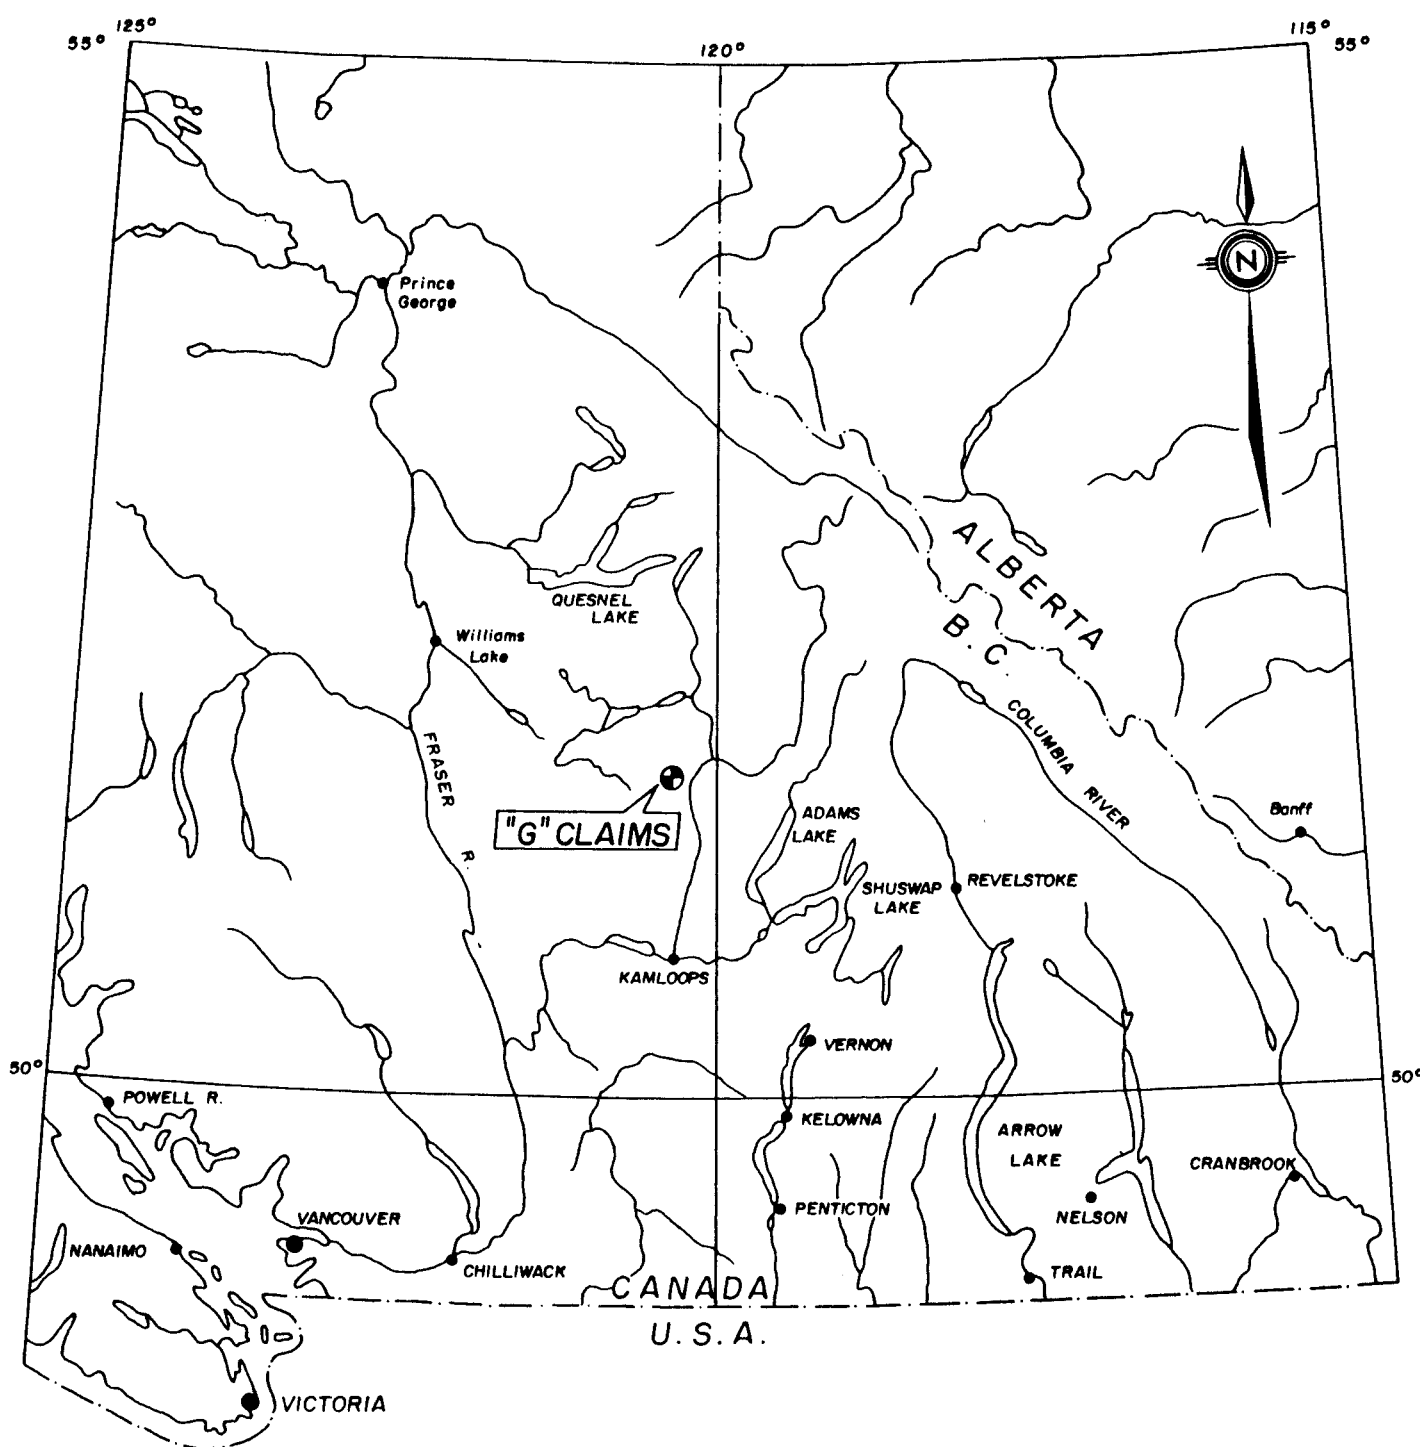 125°
55°
120°
115°
55°
N
Prince
George
ALBERTA
B.C.
QUESNEL
LAKE
Williams
Lake
FRASER R.
COLUMBIA RIVER
"G" CLAIMS
ADAMS
LAKE
Banff
SHUSWAP
LAKE
REVELSTOKE
KAMLOOPS
VERNON
50°
50°
POWELL R.
KELOWNA
ARROW
LAKE
CRANBROOK
PENTICTON
NELSON
VANCOUVER
NANAIMO
CHILLIWACK
TRAIL
CANADA
U.S.A.
VICTORIA